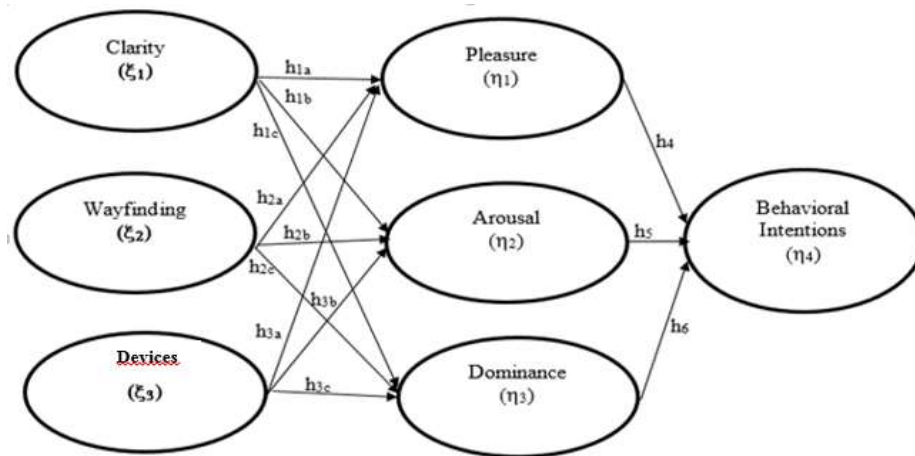 Clarity
(ξ1)
Pleasure
(η1)
h1a
h1b
h1c
h4
Wayfinding
(ξ2)
h2a
h2b
h2c
Arousal
(η2)
h5
Behavioral
Intentions
(η4)
h3b
h3a
h6
Devices
(ξ3)
h3c
Dominance
(η3)